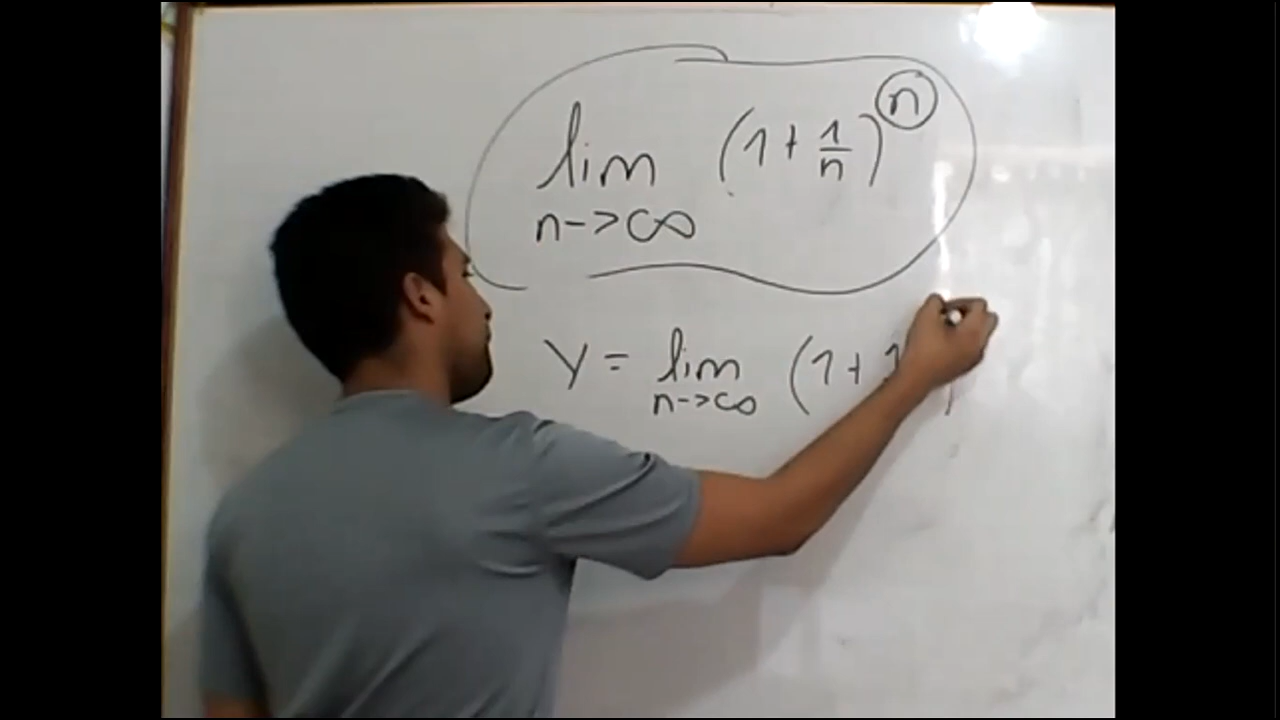 lim (1 + 1/n)^n
n->∞
y = lim (1 +
n->∞